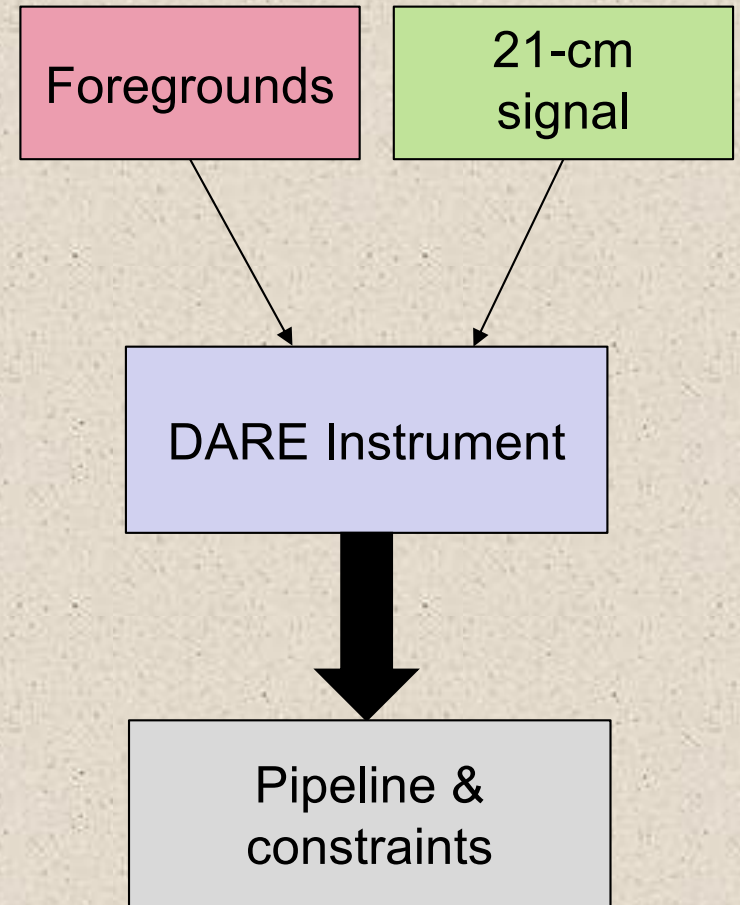 Foregrounds
21-cm
signal
DARE Instrument
Pipeline &
constraints